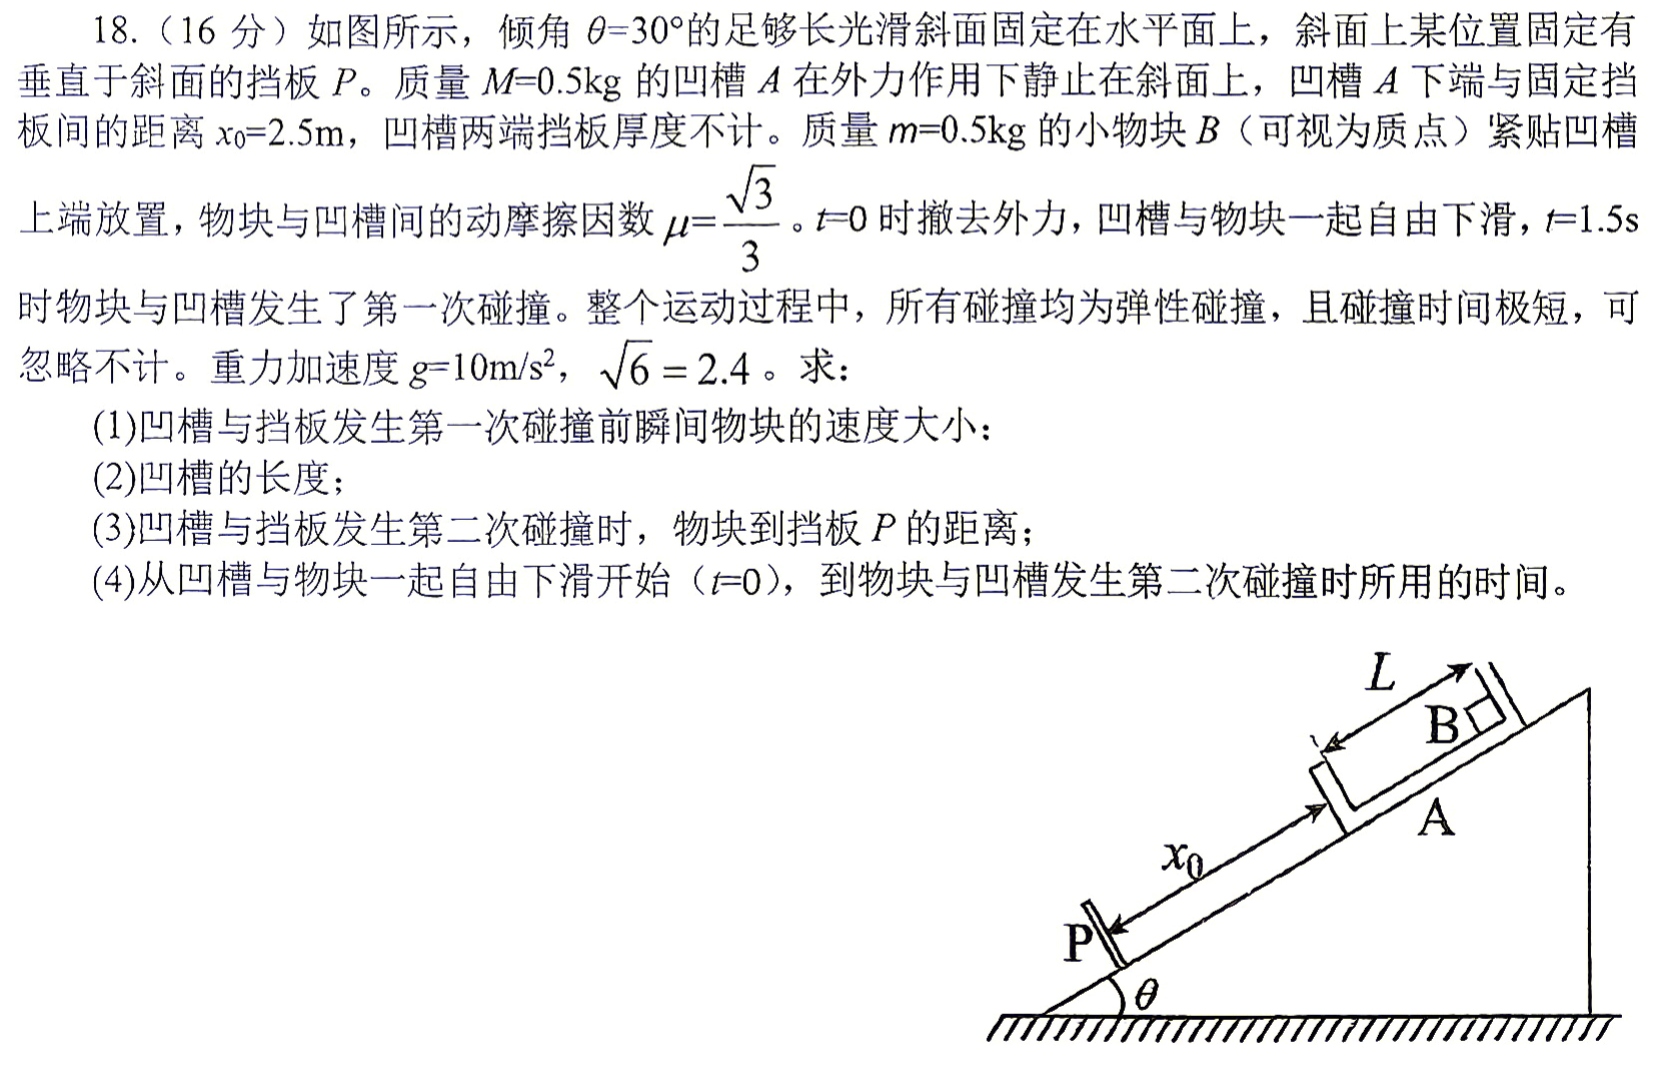 18.（16 分）如图所示，倾角 θ=30°的足够长光滑斜面固定在水平面上，斜面上某位置固定有
垂直于斜面的挡板 P。质量 M=0.5kg 的凹槽 A 在外力作用下静止在斜面上，凹槽 A 下端与固定挡
板间的距离 x₀=2.5m，凹槽两端挡板厚度不计。质量 m=0.5kg 的小物块 B（可视为质点）紧贴凹槽
上端放置，物块与凹槽间的动摩擦因数 μ=√3/3 。t=0 时撤去外力，凹槽与物块一起自由下滑，t=1.5s
时物块与凹槽发生了第一次碰撞。整个运动过程中，所有碰撞均为弹性碰撞，且碰撞时间极短，可
忽略不计。重力加速度 g=10m/s²，√6 = 2.4 。求：
(1)凹槽与挡板发生第一次碰撞前瞬间物块的速度大小：
(2)凹槽的长度；
(3)凹槽与挡板发生第二次碰撞时，物块到挡板 P 的距离；
(4)从凹槽与物块一起自由下滑开始（t=0），到物块与凹槽发生第二次碰撞时所用的时间。
L
B
A
x₀
P
θ